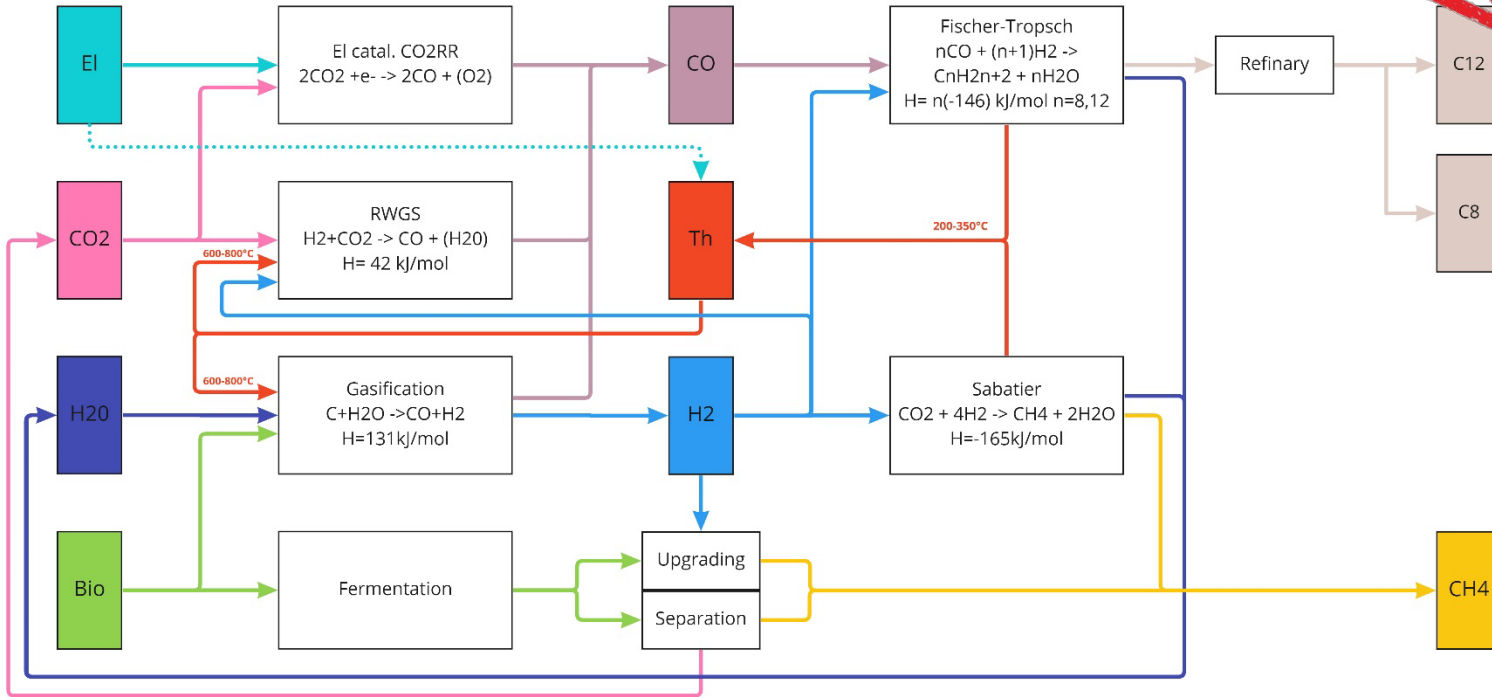 El
El catal. CO2RR
2CO2 +e- -> 2CO + (O2)
CO
Fischer-Tropsch
nCO + (n+1)H2 ->
CnH2n+2 + nH2O
H= n(-146) kJ/mol n=8,12
Refinary
C12
CO2
RWGS
H2+CO2 -> CO + (H20)
H= 42 kJ/mol
Th
200-350°C
C8
600-800°C
H20
600-800°C
Gasification
C+H2O ->CO+H2
H=131kJ/mol
H2
Sabatier
CO2 + 4H2 -> CH4 + 2H2O
H=-165kJ/mol
Bio
Fermentation
Upgrading
Separation
CH4